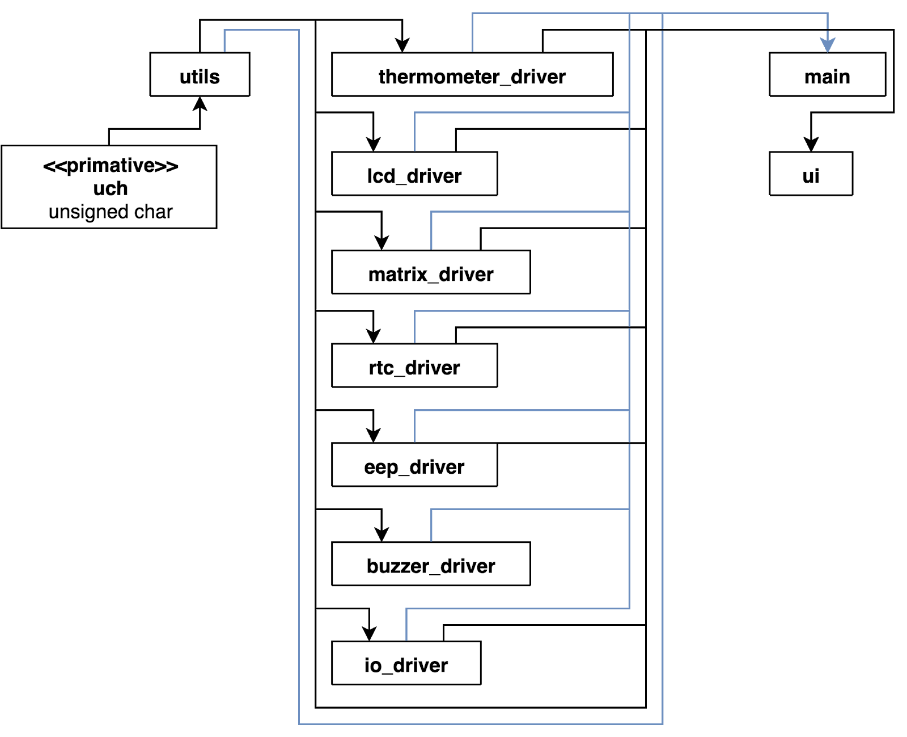 utils
thermometer_driver
main
<<primative>>
uch
unsigned char
lcd_driver
ui
matrix_driver
rtc_driver
eep_driver
buzzer_driver
io_driver